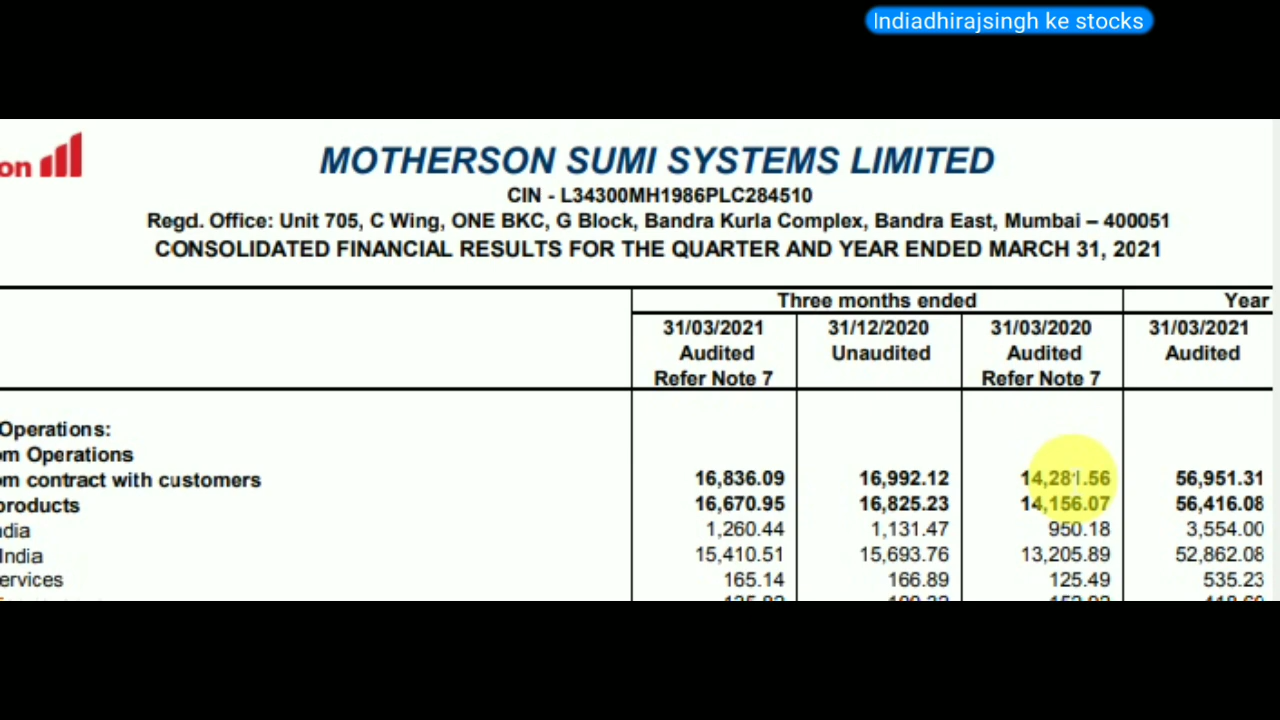 Indiadhirajsingh ke stocks
on
MOTHERSON SUMI SYSTEMS LIMITED
CIN - L34300MH1986PLC284510
Regd. Office: Unit 705, C Wing, ONE BKC, G Block, Bandra Kurla Complex, Bandra East, Mumbai – 400051
CONSOLIDATED FINANCIAL RESULTS FOR THE QUARTER AND YEAR ENDED MARCH 31, 2021
Three months ended Year
31/03/2021 31/12/2020 31/03/2020 31/03/2021
Audited Unaudited Audited Audited
Refer Note 7 Refer Note 7
Operations:
om Operations
om contract with customers 16,836.09 16,992.12 14,281.56 56,951.31
products 16,670.95 16,825.23 14,156.07 56,416.08
dia 1,260.44 1,131.47 950.18 3,554.00
India 15,410.51 15,693.76 13,205.89 52,862.08
ervices 165.14 166.89 125.49 535.23